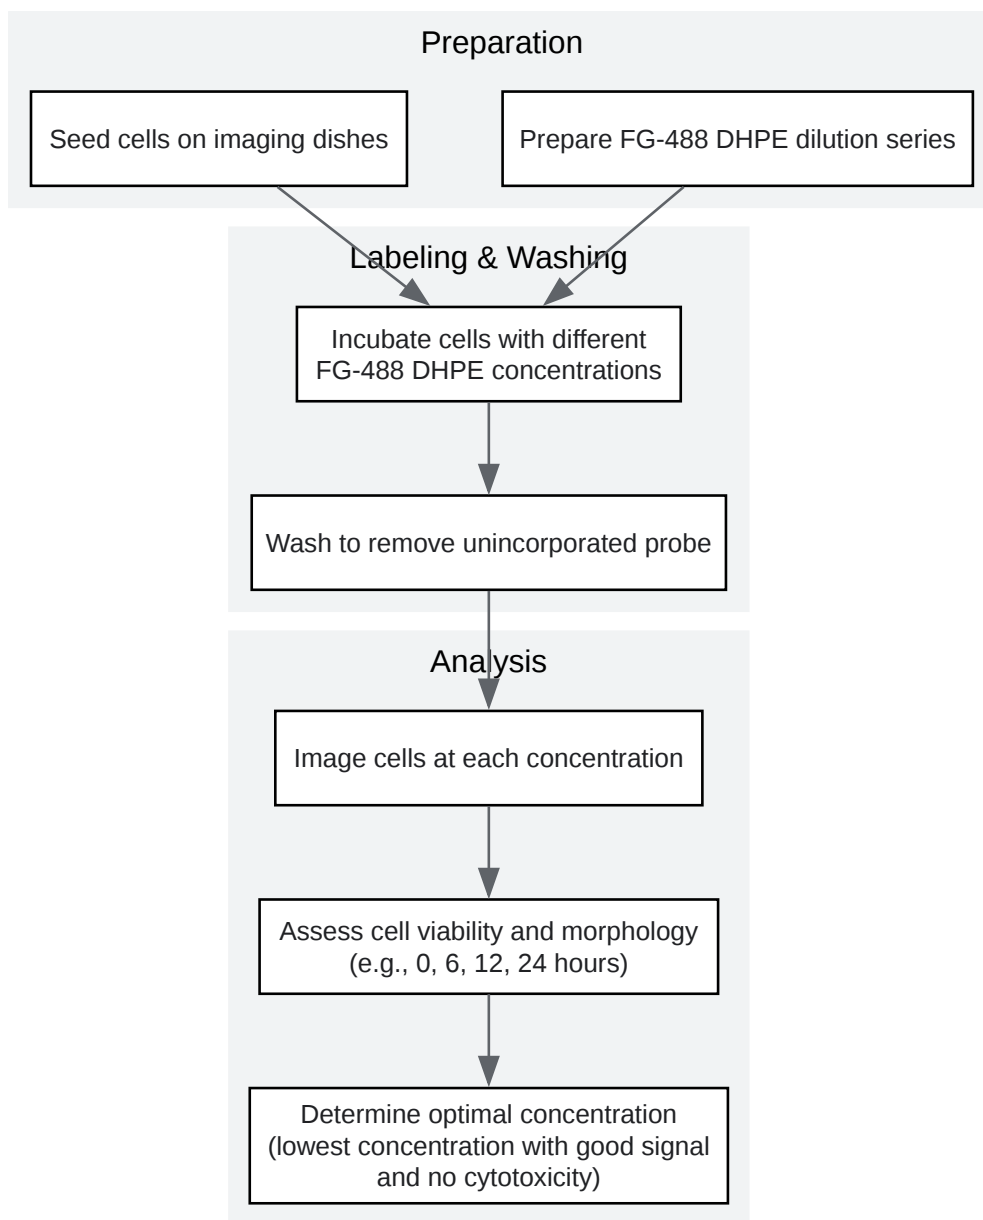 Preparation
Seed cells on imaging dishes
Prepare FG-488 DHPE dilution series
Labeling & Washing
Incubate cells with different
FG-488 DHPE concentrations
Wash to remove unincorporated probe
Analysis
Image cells at each concentration
Assess cell viability and morphology
(e.g., 0, 6, 12, 24 hours)
Determine optimal concentration
(lowest concentration with good signal
and no cytotoxicity)